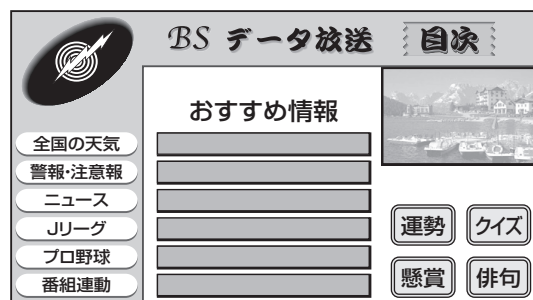 BS データ放送 目次
おすすめ情報
全国の天気
警報・注意報
ニュース
Jリーグ
プロ野球
番組連動
運勢 クイズ
懸賞 俳句